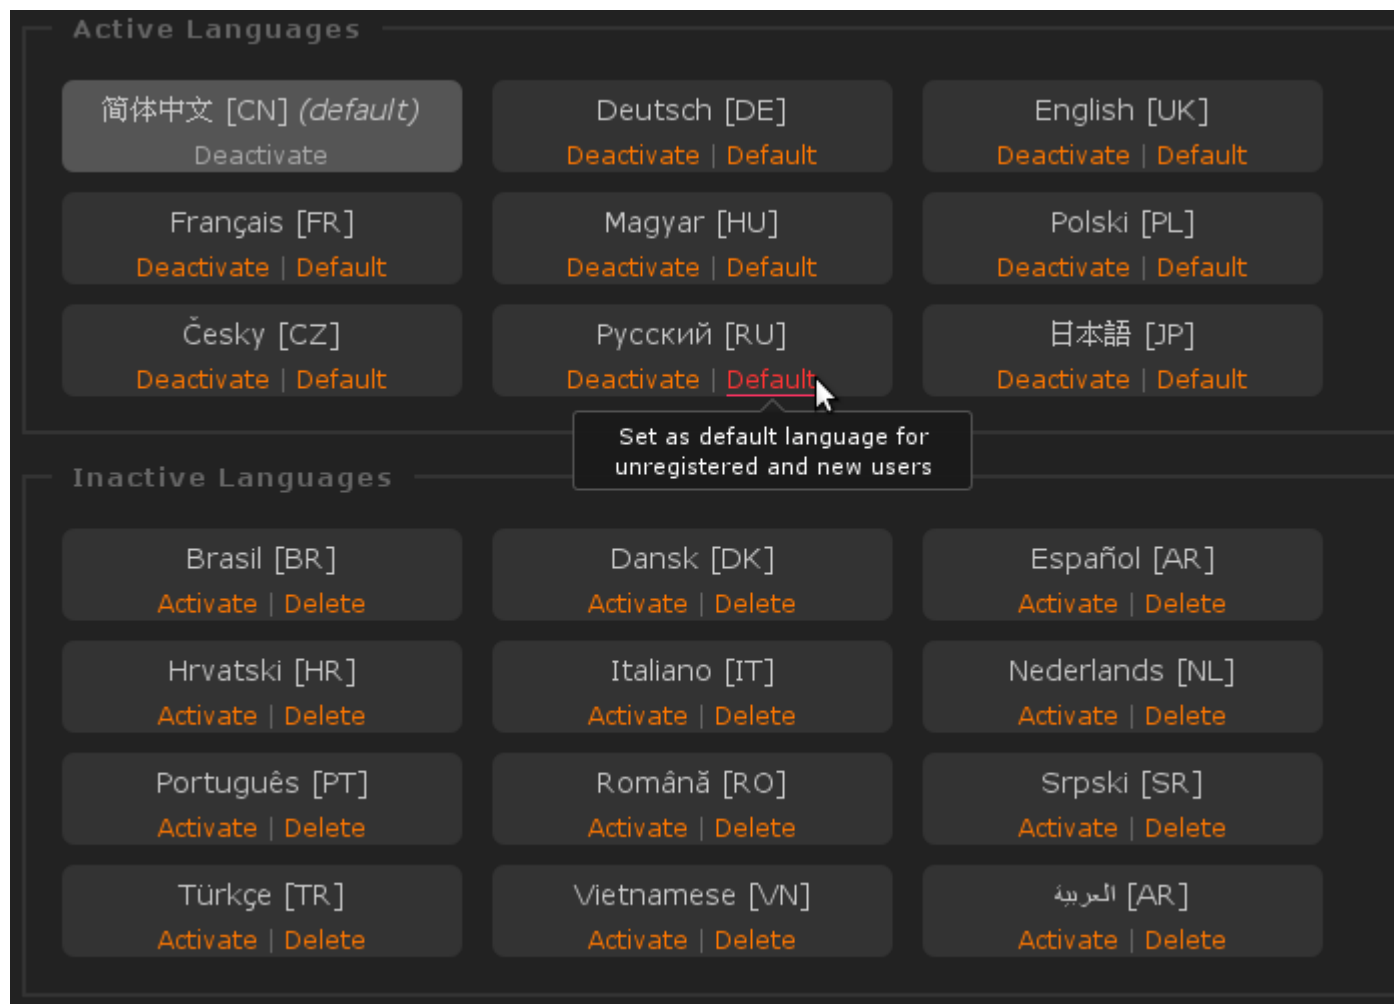 Active Languages
简体中文 [CN] (default)
Deactivate
Deutsch [DE]
Deactivate | Default
English [UK]
Deactivate | Default
Français [FR]
Deactivate | Default
Magyar [HU]
Deactivate | Default
Polski [PL]
Deactivate | Default
Česky [CZ]
Deactivate | Default
Русский [RU]
Deactivate | Default
日本語 [JP]
Deactivate | Default
Set as default language for
unregistered and new users
Inactive Languages
Brasil [BR]
Activate | Delete
Dansk [DK]
Activate | Delete
Español [AR]
Activate | Delete
Hrvatski [HR]
Activate | Delete
Italiano [IT]
Activate | Delete
Nederlands [NL]
Activate | Delete
Português [PT]
Activate | Delete
Română [RO]
Activate | Delete
Srpski [SR]
Activate | Delete
Türkçe [TR]
Activate | Delete
Vietnamese [VN]
Activate | Delete
العربية [AR]
Activate | Delete